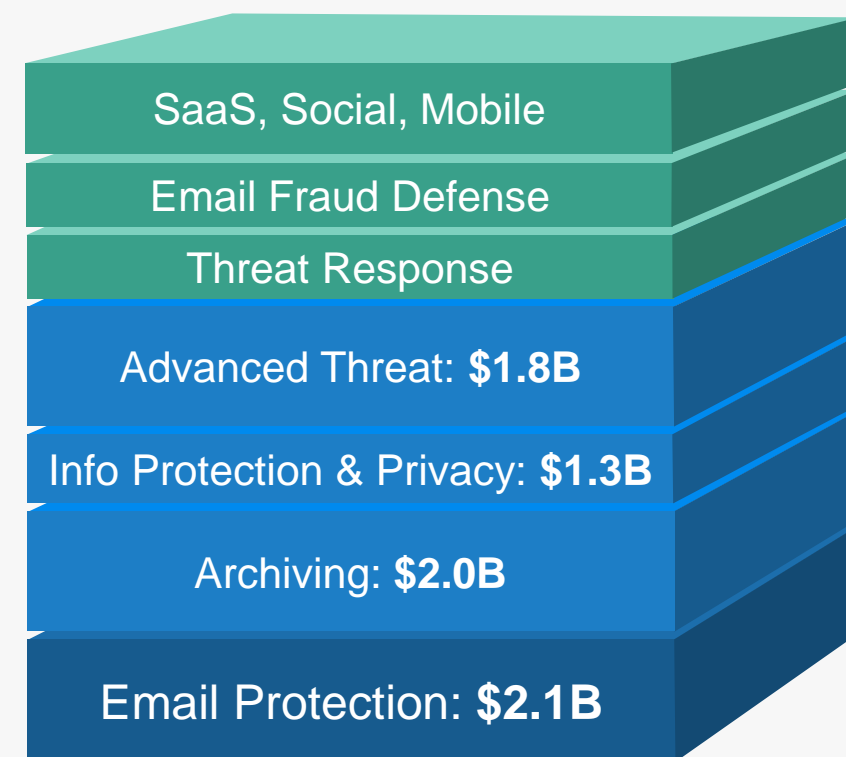 SaaS, Social, Mobile
Email Fraud Defense
Threat Response
Advanced Threat: $1.8B
Info Protection & Privacy: $1.3B
Archiving: $2.0B
Email Protection: $2.1B